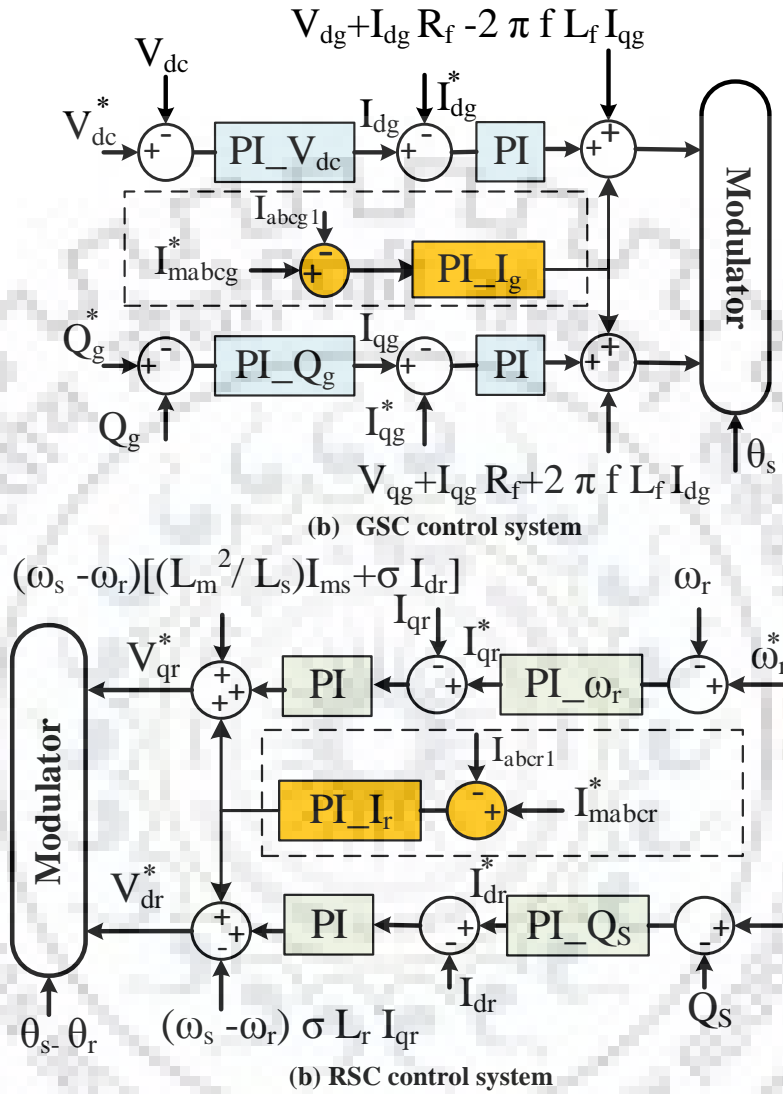 V_dg+I_dg R_f -2 π f L_f I_qg
V_dc
I*_dg
V*_dc
+
-
PI_V_dc
I_dg
+
-
PI
+
+
I_abcg1
I*_mabcg
+
-
PI_I_g
Modulator
Q*_g
+
-
PI_Q_g
I_qg
+
-
PI
+
+
Q_g
I*_qg
θ_s
V_qg+I_qg R_f+2 π f L_f I_dg
(b) GSC control system
(ω_s -ω_r)[(L_m^2/ L_s)I_ms+σ I_dr]
I_qr
ω_r
V*_qr
+
+
+
PI
-
+
I*_qr
PI_ω_r
-
+
ω*_r
Modulator
I_abcr1
PI_I_r
-
+
I*_mabcr
V*_dr
+
+
-
PI
+
-
I*_dr
PI_Q_S
+
-
I_dr
Q_S
θ_s- θ_r
(ω_s -ω_r) σ L_r I_qr
(b) RSC control system